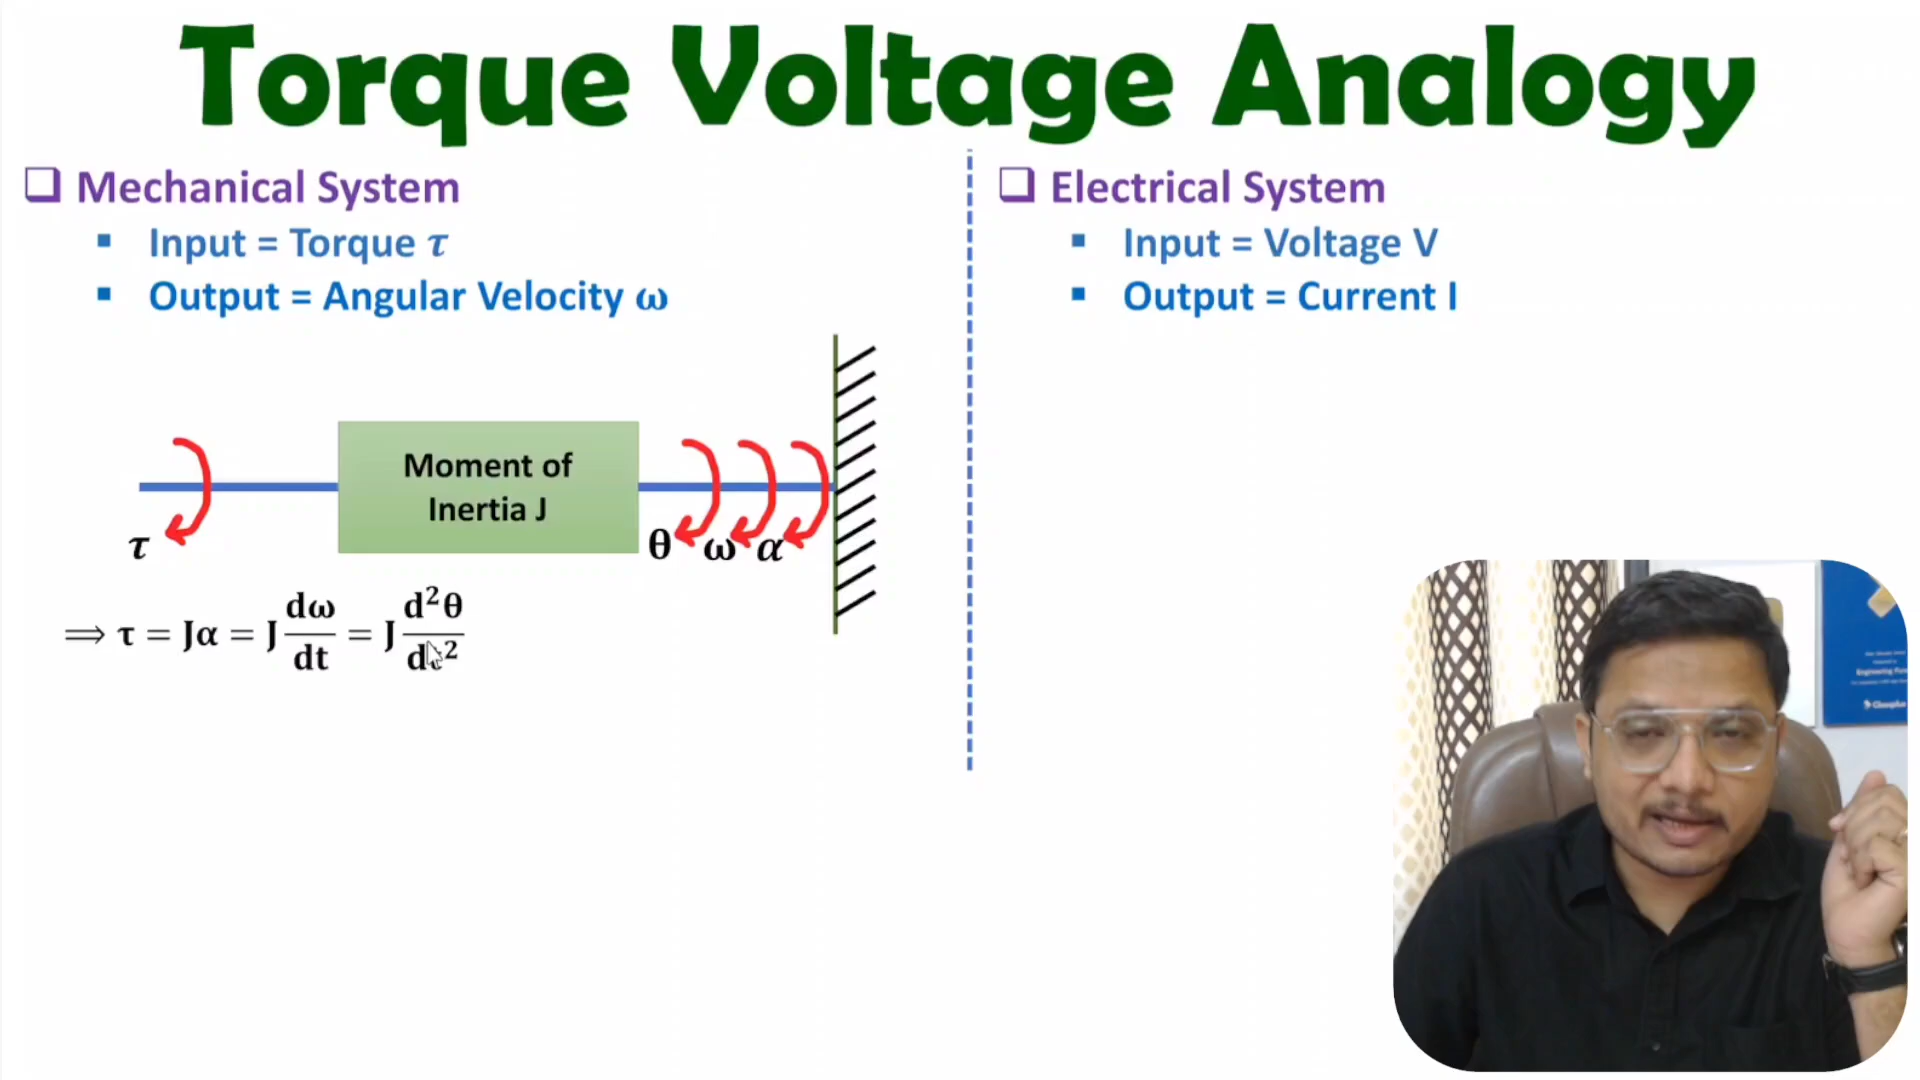 Torque Voltage Analogy
❑ Mechanical System
▪ Input = Torque τ
▪ Output = Angular Velocity ω
Moment of
Inertia J
τ
θ ω α
⟹ τ = Jα = J dω/dt = J d²θ/dt²
❑ Electrical System
▪ Input = Voltage V
▪ Output = Current I